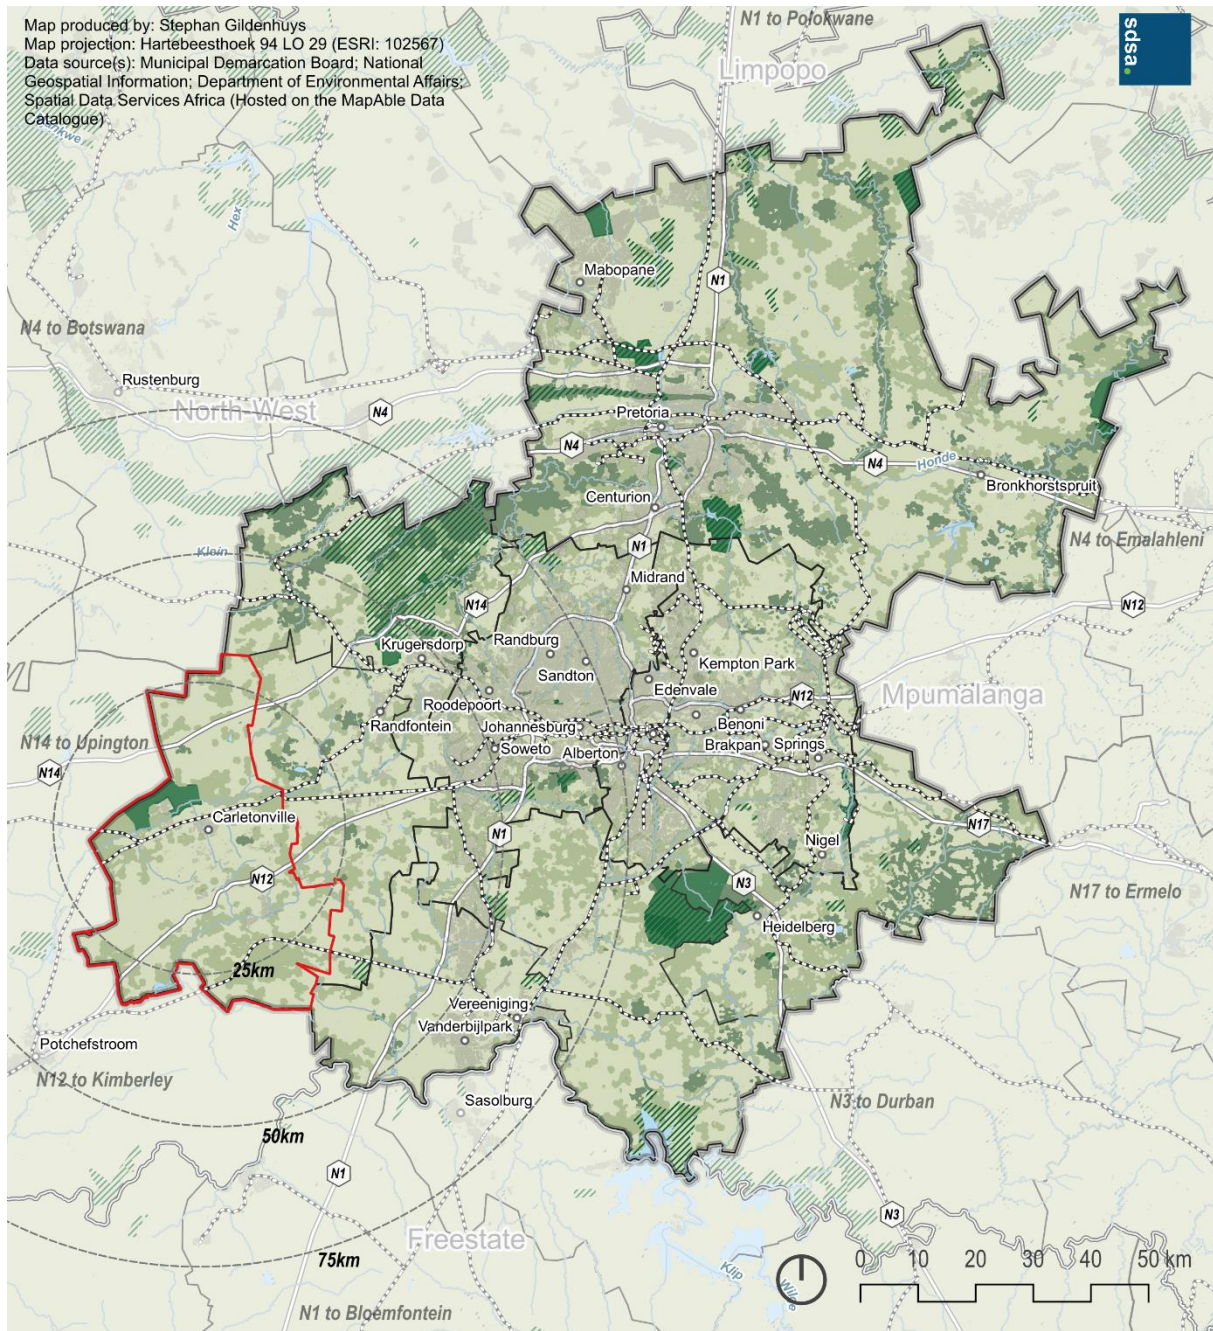 Map produced by: Stephan Gildenhuys
Map projection: Hartebeesthoek 94 LO 29 (ESRI: 102567)
Data source(s): Municipal Demarcation Board; National
Geospatial Information; Department of Environmental Affairs;
Spatial Data Services Africa (Hosted on the MapAble Data
Catalogue)
N1 to Polokwane
sdsa.
Limpopo
Hex
Mabopane
N1
N4 to Botswana
Rustenburg
North-West
N4
Pretoria
N4
N4
Honde
Bronkhorstspruit
Centurion
N4 to Emalahleni
Klein
N1
Midrand
N14
N12
Krugersdorp
Randburg
Sandton
Kempton Park
Edenvale
N12
Mpumalanga
Roodepoort
Randfontein
Johannesburg
Benoni
N14 to Upington
Soweto
Alberton
Brakpan
Springs
N14
Carletonville
N1
N17
Nigel
N12
N3
N17 to Ermelo
Heidelberg
25km
Vereeniging
Vanderbijlpark
Potchefstroom
N12 to Kimberley
Sasolburg
N3 to Durban
50km
N1
N3
Freestate
75km
Klip
N1 to Bloemfontein
0 10 20 30 40 50 km